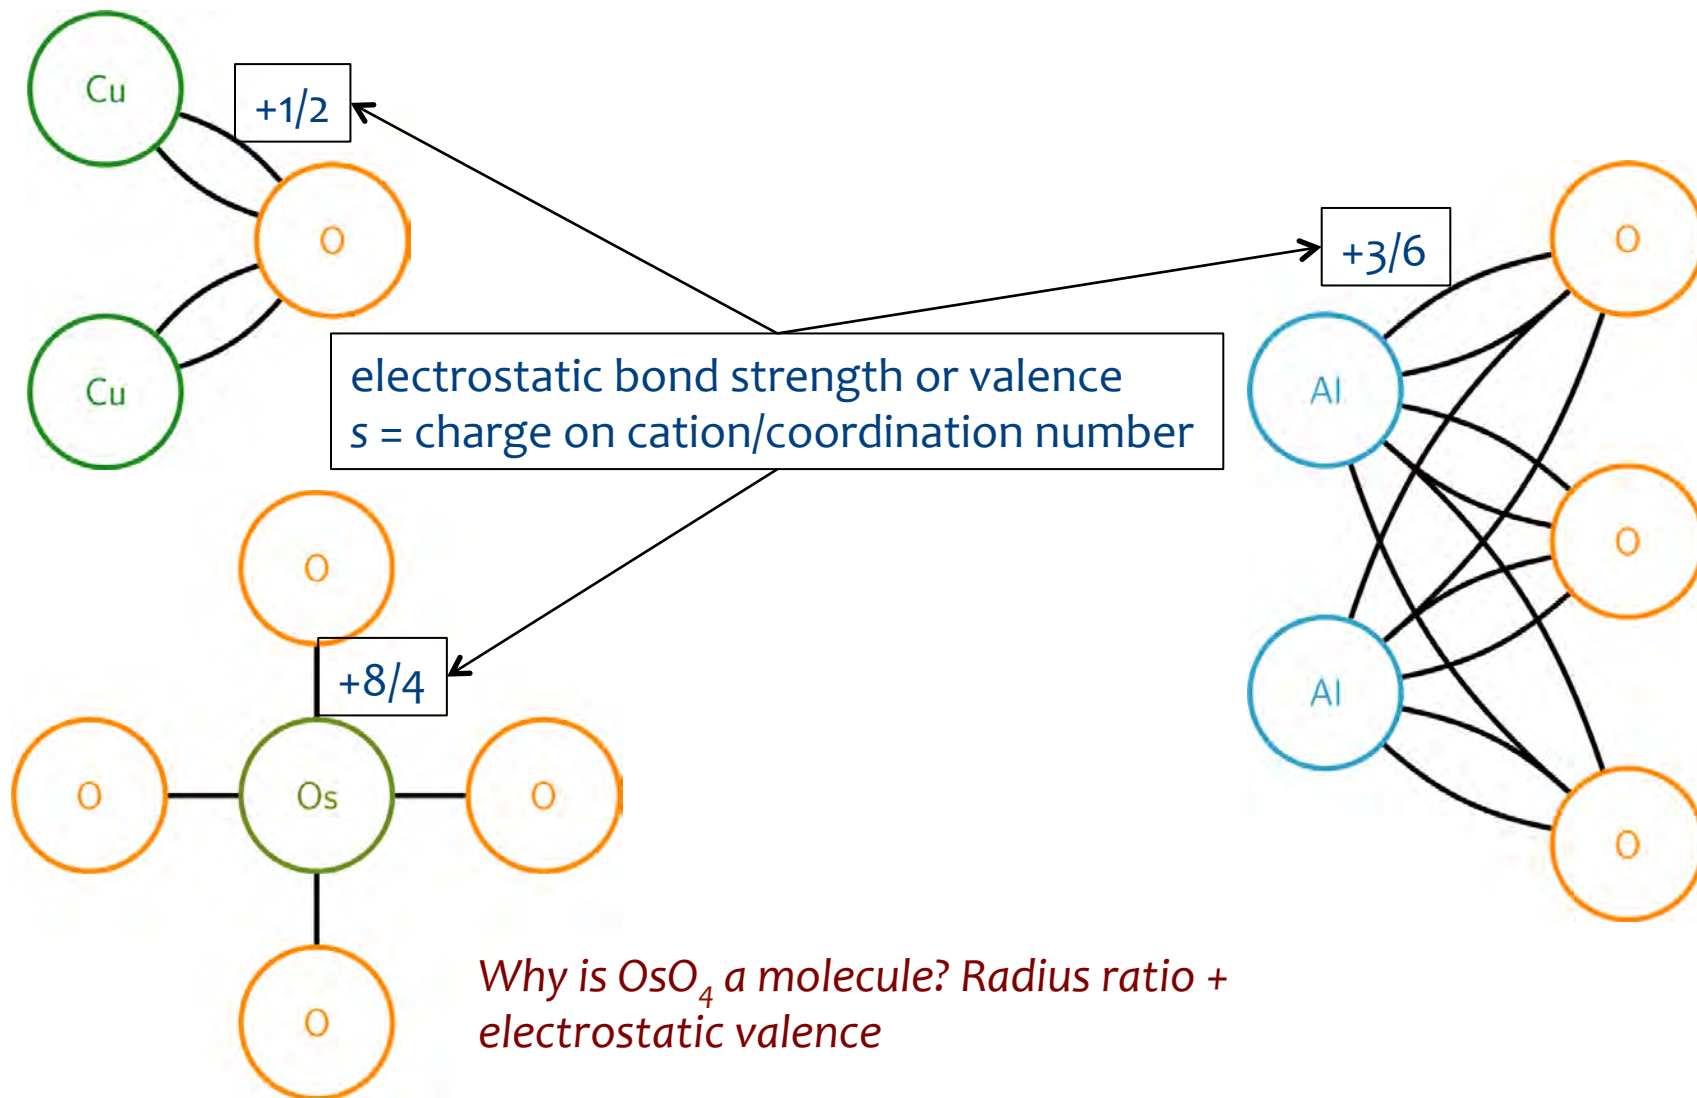 Cu
+1/2
O
Cu
+3/6
O
Al
O
Al
O
electrostatic bond strength or valence
s = charge on cation/coordination number
O
+8/4
O
Os
O
O
Why is OsO₄ a molecule? Radius ratio +
electrostatic valence